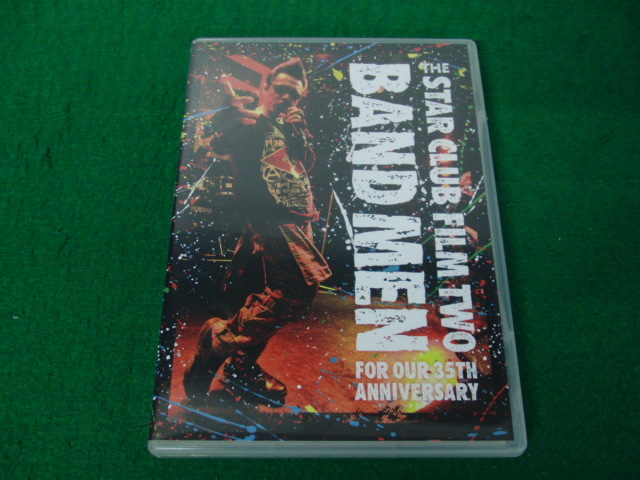 THE STAR CLUB FILM TWO
BAND MEN
FOR OUR 35TH
ANNIVERSARY